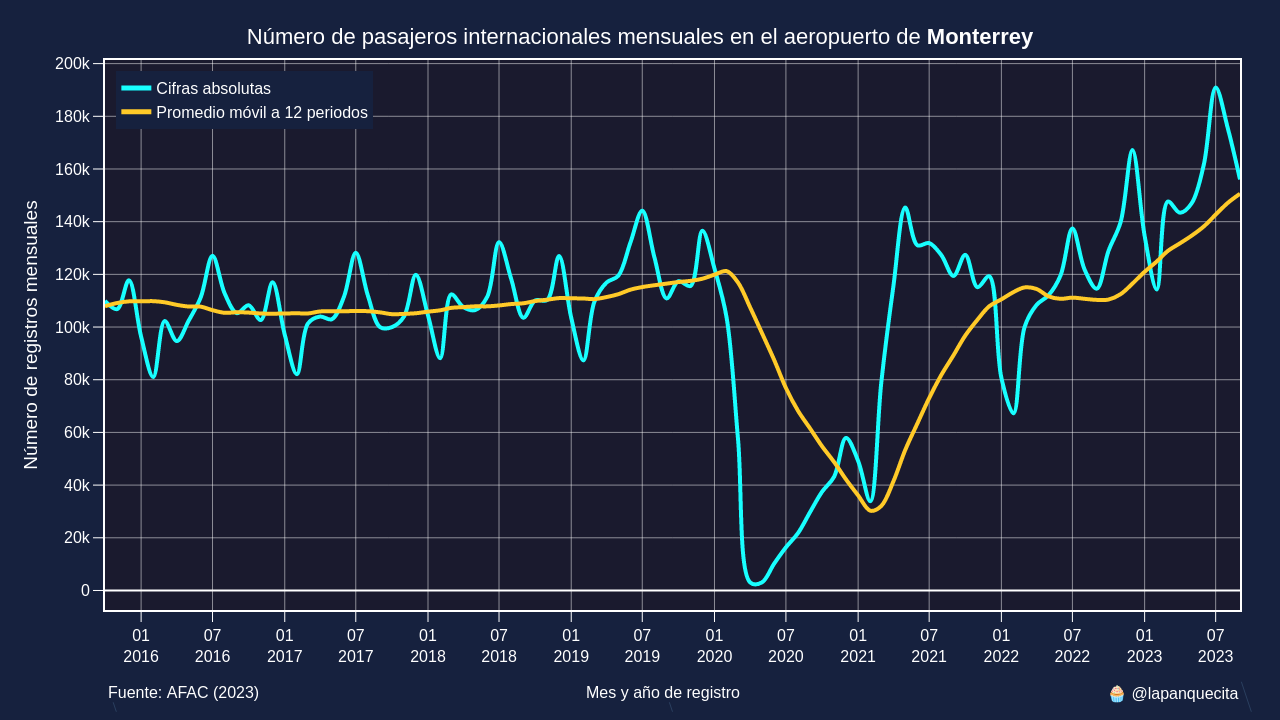 Número de pasajeros internacionales mensuales en el aeropuerto de Monterrey
Cifras absolutas
Promedio móvil a 12 periodos
Número de registros mensuales
200k
180k
160k
140k
120k
100k
80k
60k
40k
20k
0
01 07 01 07 01 07 01 07 01 07 01 07 01 07 01 07
2016 2016 2017 2017 2018 2018 2019 2019 2020 2020 2021 2021 2022 2022 2023 2023
Fuente: AFAC (2023) Mes y año de registro 🧁 @lapanquecita